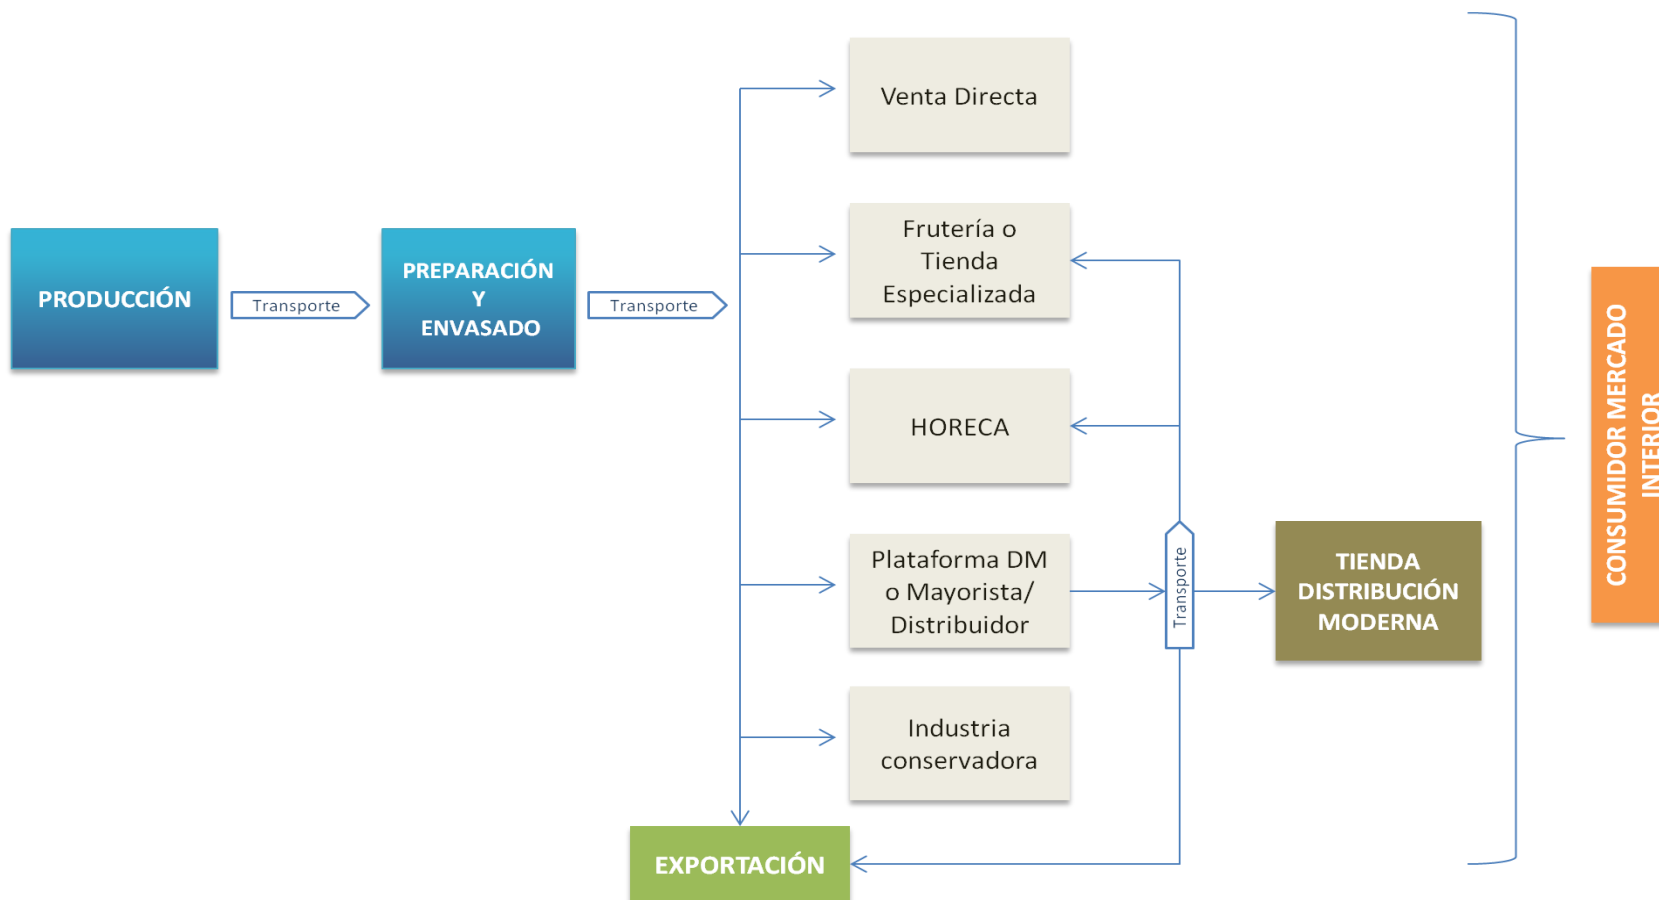 PRODUCCIÓN
Transporte
PREPARACIÓN
Y
ENVASADO
Transporte
Venta Directa
Frutería o
Tienda
Especializada
HORECA
Plataforma DM
o Mayorista/
Distribuidor
Industria
conservadora
EXPORTACIÓN
Transporte
TIENDA
DISTRIBUCIÓN
MODERNA
CONSUMIDOR MERCADO
INTERIOR